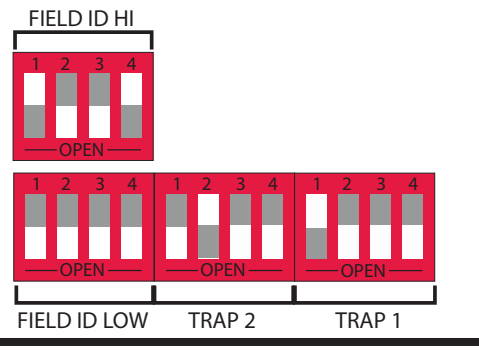 FIELD ID HI
1 2 3 4
OPEN
1 2 3 4 1 2 3 4 1 2 3 4
OPEN OPEN OPEN
FIELD ID LOW TRAP 2 TRAP 1